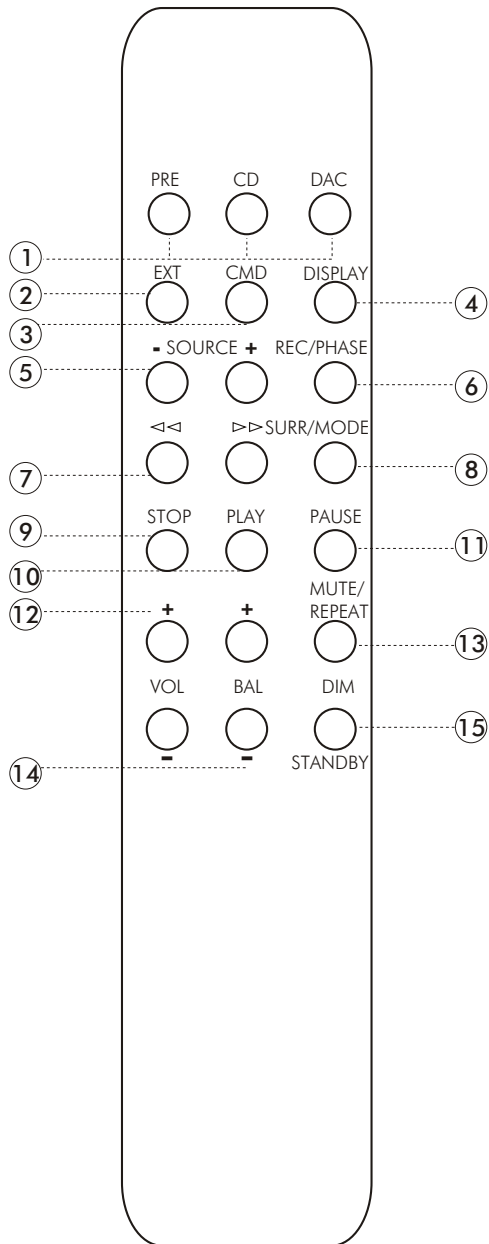 PRE CD DAC
1
EXT CMD DISPLAY
2
4
3
- SOURCE + REC/PHASE
5
6
◁◁ ▷▷ SURR/MODE
7
8
STOP PLAY PAUSE
9
11
10
MUTE/
REPEAT
12
+ +
13
VOL BAL DIM
15
- - STANDBY
14